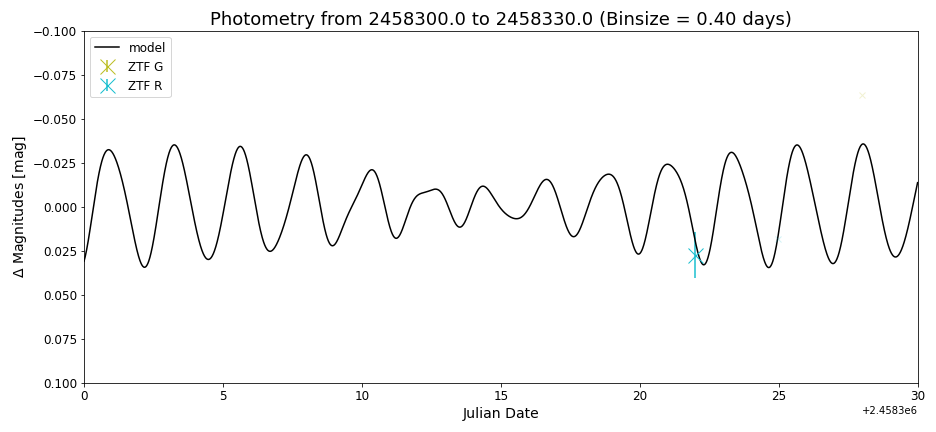 Photometry from 2458300.0 to 2458330.0 (Binsize = 0.40 days)
−0.100
−0.075
−0.050
−0.025
0.000
0.025
0.050
0.075
0.100
Δ Magnitudes [mag]
model
ZTF G
ZTF R
0
5
10
15
20
25
30
Julian Date
+2.4583e6